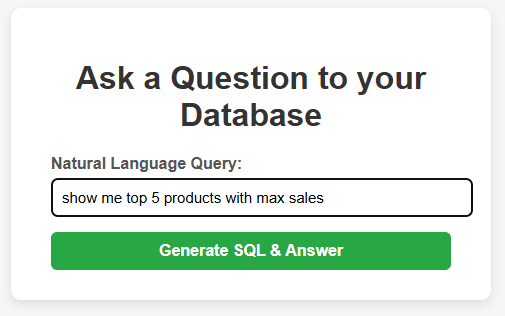 Ask a Question to your
Database
Natural Language Query:
show me top 5 products with max sales
Generate SQL & Answer